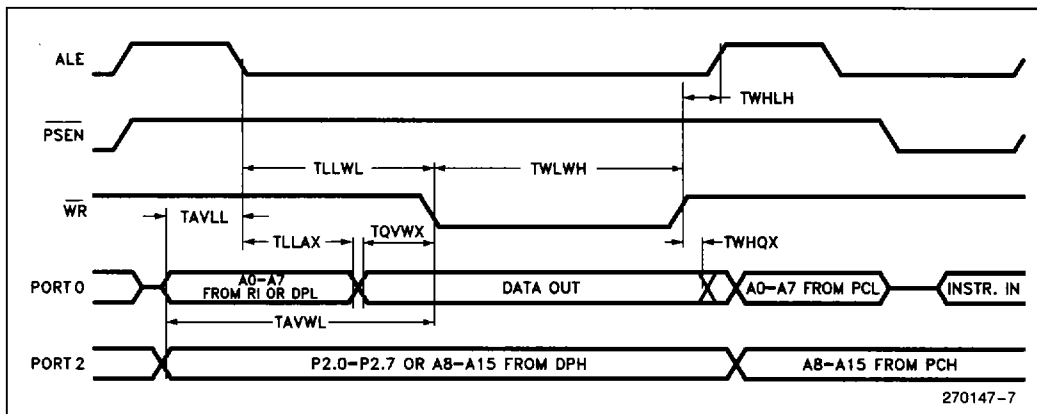 ALE
TWHLH
PSEN
TLLWL
TWLWH
WR
TAVLL
TLLAX
TQVWX
TWHQX
PORT 0
A0-A7
FROM RI OR DPL
DATA OUT
A0-A7 FROM PCL
INSTR. IN
TAVWL
PORT 2
P2.0-P2.7 OR A8-A15 FROM DPH
A8-A15 FROM PCH
270147-7